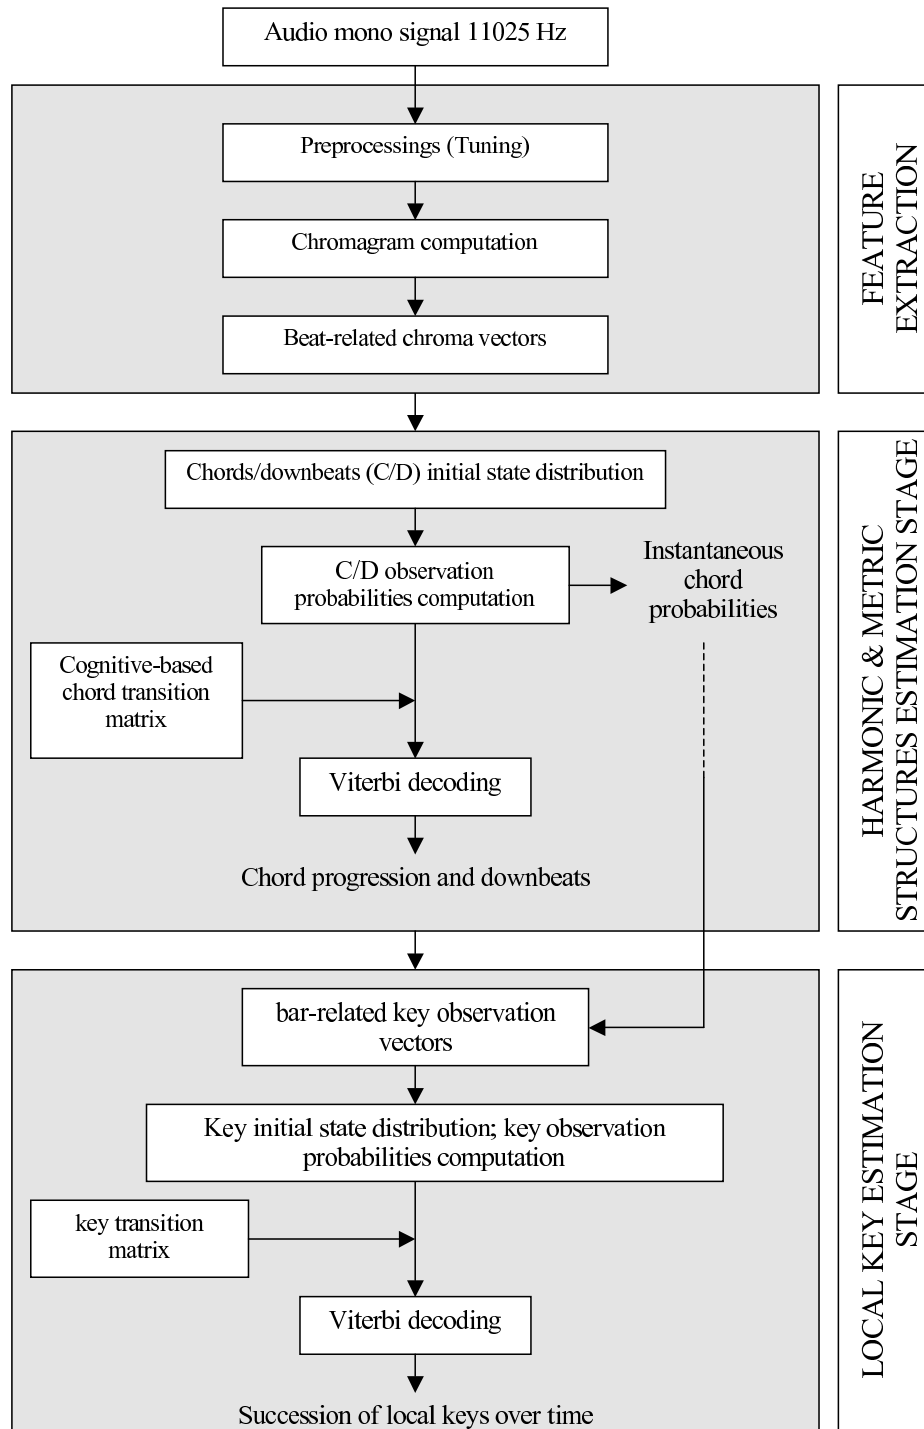 Audio mono signal 11025 Hz
Preprocessings (Tuning)
Chromagram computation
Beat-related chroma vectors
FEATURE
EXTRACTION
Chords/downbeats (C/D) initial state distribution
C/D observation
probabilities computation
Instantaneous
chord
probabilities
Cognitive-based
chord transition
matrix
Viterbi decoding
Chord progression and downbeats
HARMONIC & METRIC
STRUCTURES ESTIMATION STAGE
bar-related key observation
vectors
Key initial state distribution; key observation
probabilities computation
key transition
matrix
Viterbi decoding
Succession of local keys over time
LOCAL KEY ESTIMATION
STAGE